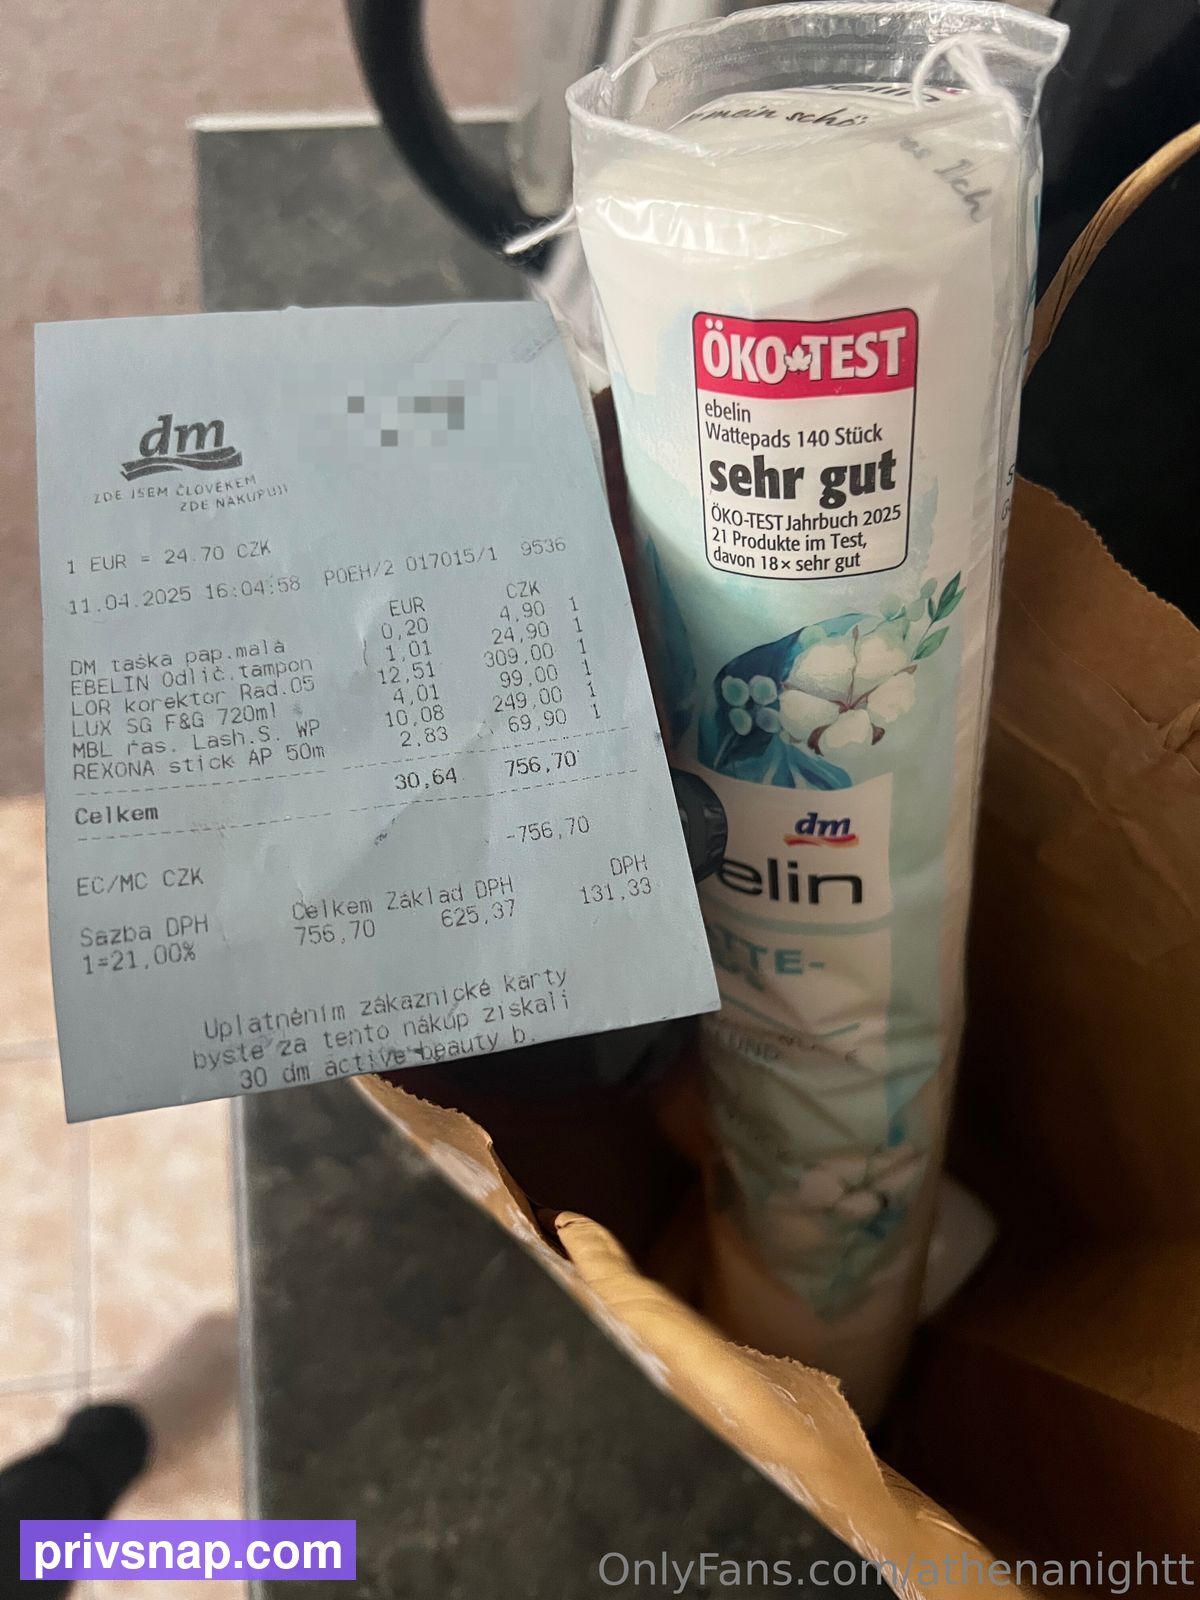 dm
ZDE JSEM ČLOVĚKEM
ZDE NAKUPUJI
1 EUR = 24.70 CZK
11.04.2025 16:04:58 POEH/2 017015/1 9536
EUR CZK
DM taška pap.malá 0,20 4,90 1
EBELIN Odlič.tampon 1,01 24,90 1
LOR korektor Rad.05 12,51 309,00 1
LUX SG F&G 720ml 4,01 99,00 1
MBL řas. Lash.S. WP 10,08 249,00 1
REXONA stick AP 50m 2,83 69,90 1
Celkem 30,64 756,70
EC/MC CZK -756,70
Sazba DPH Celkem Základ DPH DPH
1=21,00% 756,70 625,37 131,33
Uplatněním zákaznické karty
byste za tento nákup získali
30 dm active beauty b.
mein schö
Ich
ÖKO-TEST
ebelin
Wattepads 140 Stück
sehr gut
ÖKO-TEST Jahrbuch 2025
21 Produkte im Test,
davon 18× sehr gut
dm
elin
TTE-
privsnap.com
OnlyFans.com/athenanightt